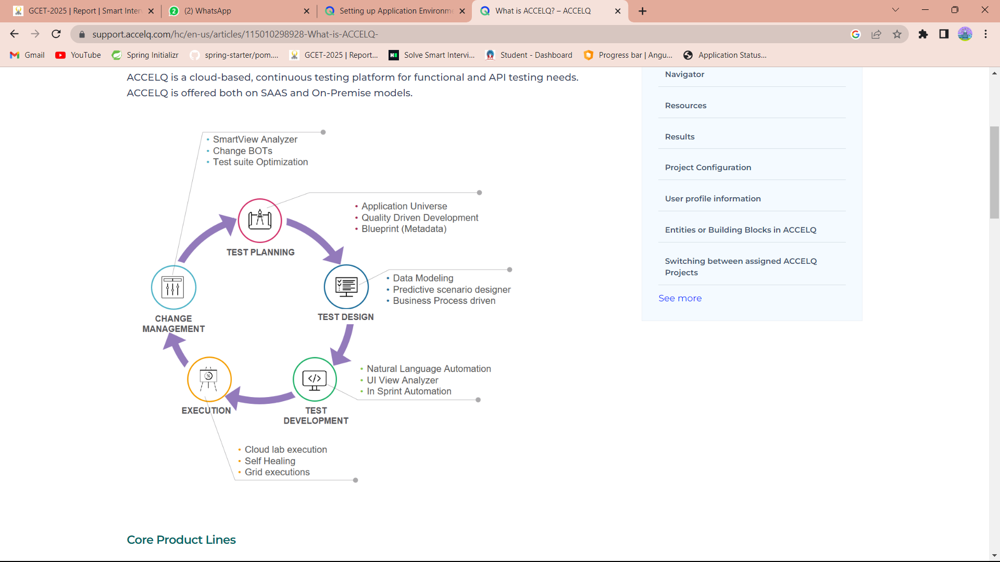 GCET-2025 | Report | Smart Inter
(2) WhatsApp
Setting up Application Environme
What is ACCELQ? – ACCELQ
support.accelq.com/hc/en-us/articles/115010298928-What-is-ACCELQ-
Gmail
YouTube
Spring Initializr
spring-starter/pom....
GCET-2025 | Report...
Solve Smart Intervi...
Student - Dashboard
Progress bar | Angu...
Application Status...
ACCELQ is a cloud-based, continuous testing platform for functional and API testing needs.
ACCELQ is offered both on SAAS and On-Premise models.
• SmartView Analyzer
• Change BOTs
• Test suite Optimization
• Application Universe
• Quality Driven Development
• Blueprint (Metadata)
TEST PLANNING
• Data Modeling
• Predictive scenario designer
• Business Process driven
TEST DESIGN
CHANGE
MANAGEMENT
• Natural Language Automation
• UI View Analyzer
• In Sprint Automation
EXECUTION
TEST
DEVELOPMENT
• Cloud lab execution
• Self Healing
• Grid executions
Core Product Lines
Navigator
Resources
Results
Project Configuration
User profile information
Entities or Building Blocks in ACCELQ
Switching between assigned ACCELQ
Projects
See more